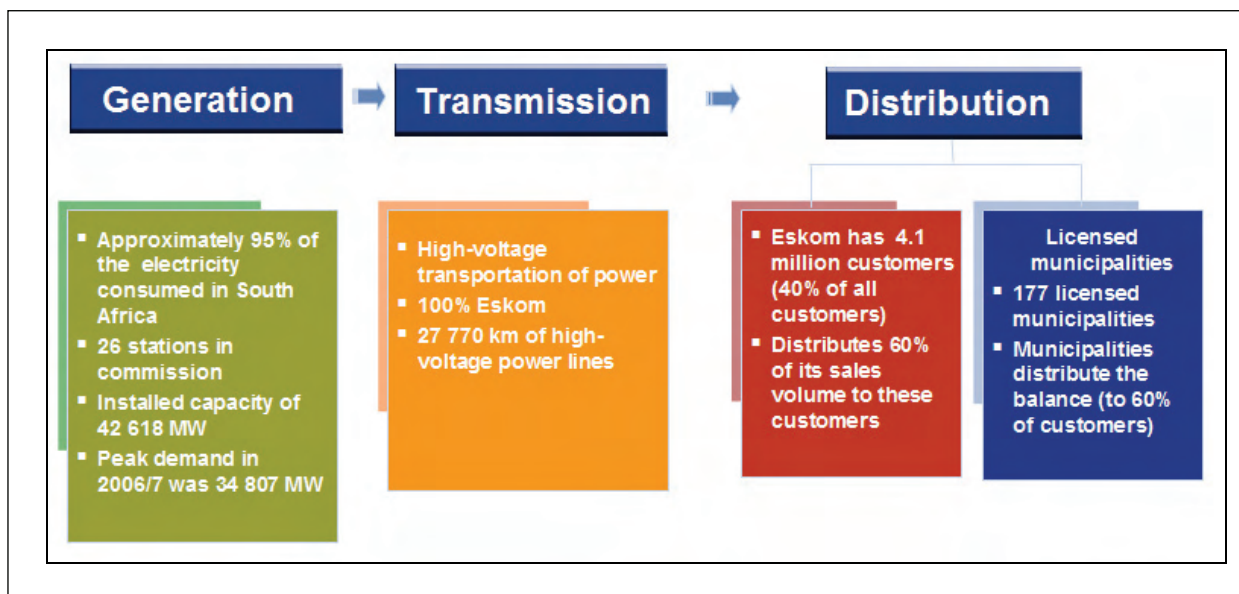 Generation
Transmission
Distribution
▪ Approximately 95% of
the electricity
consumed in South
Africa
▪ 26 stations in
commission
▪ Installed capacity of
42 618 MW
▪ Peak demand in
2006/7 was 34 807 MW
▪ High-voltage
transportation of power
▪ 100% Eskom
▪ 27 770 km of high-
voltage power lines
▪ Eskom has 4.1
million customers
(40% of all
customers)
▪ Distributes 60%
of its sales
volume to these
customers
Licensed
municipalities
▪ 177 licensed
municipalities
▪ Municipalities
distribute the
balance (to 60%
of customers)